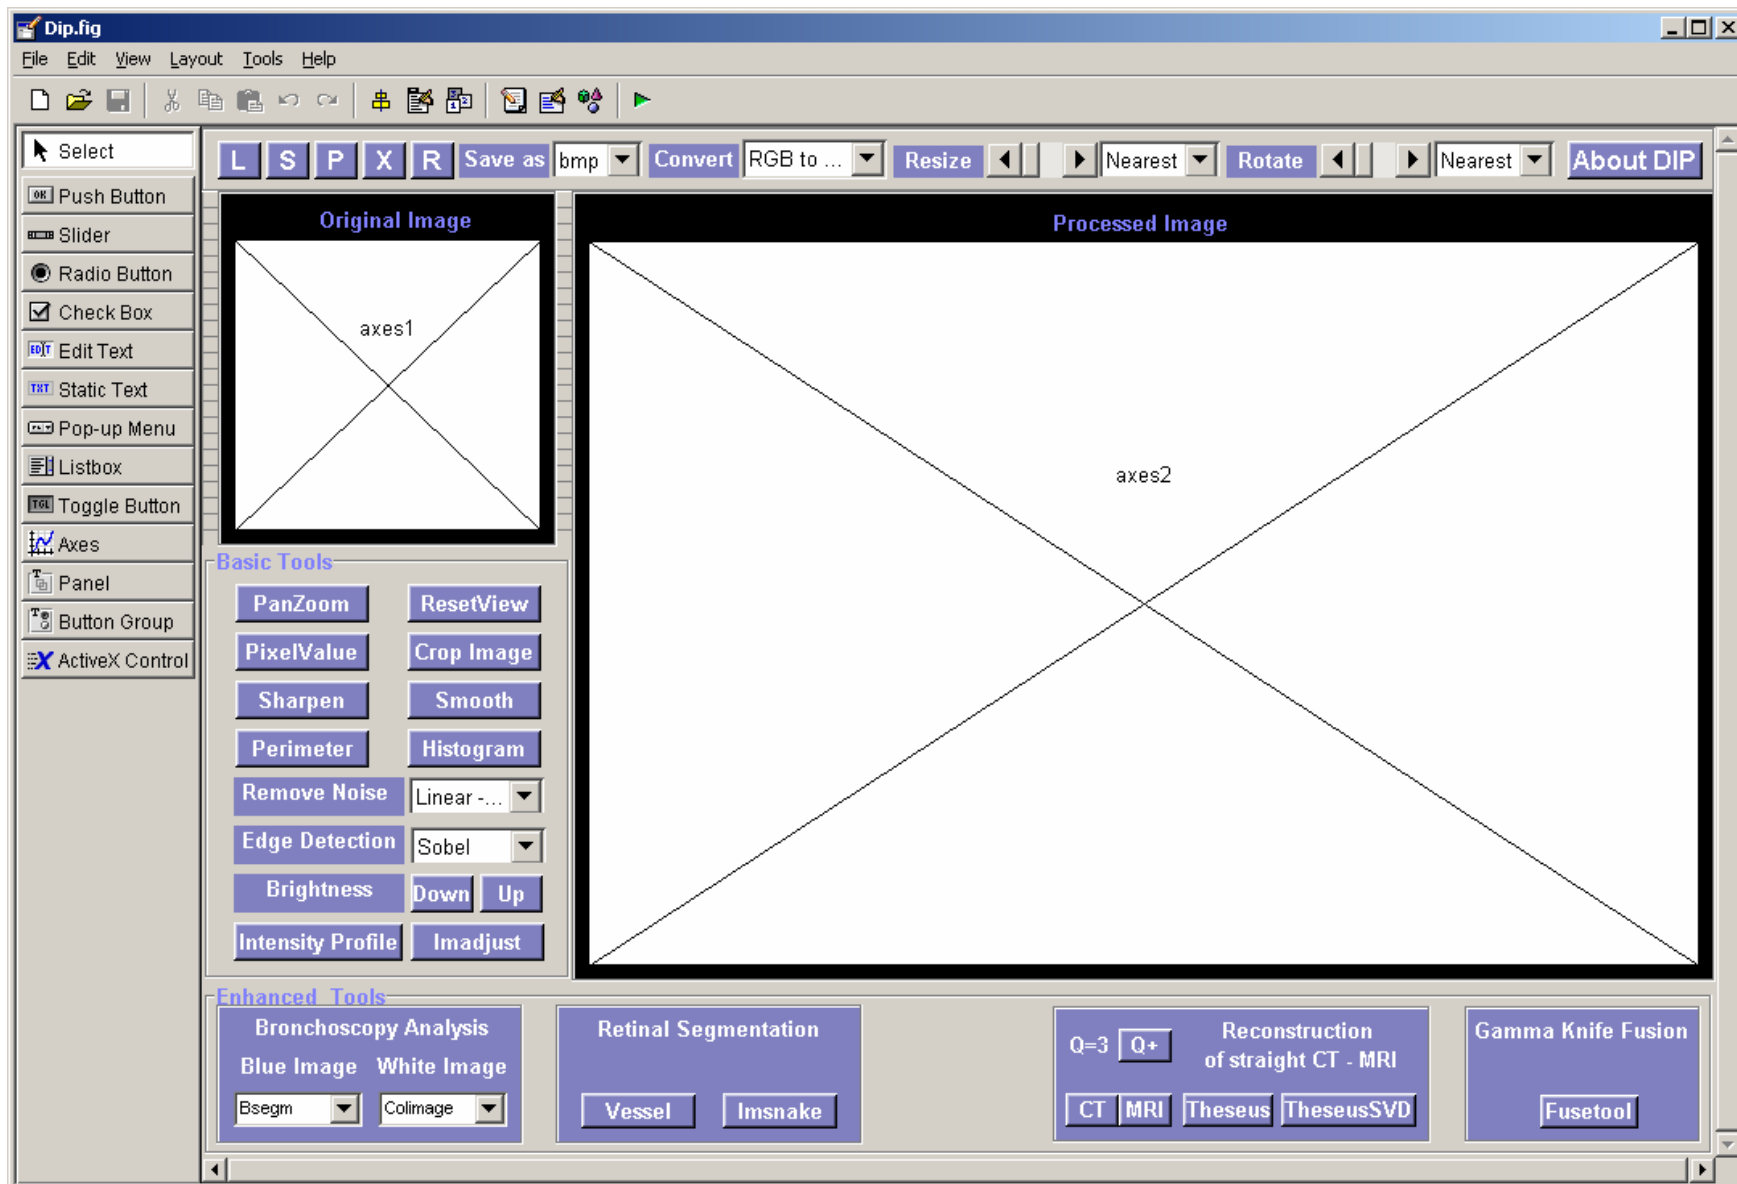 Dip.fig
File Edit View Layout Tools Help
Select
Push Button
Slider
Radio Button
Check Box
Edit Text
Static Text
Pop-up Menu
Listbox
Toggle Button
Axes
Panel
Button Group
ActiveX Control
L S P X R Save as bmp Convert RGB to ... Resize Nearest Rotate Nearest About DIP
Original Image
axes1
Processed Image
axes2
Basic Tools
PanZoom ResetView
PixelValue Crop Image
Sharpen Smooth
Perimeter Histogram
Remove Noise Linear -...
Edge Detection Sobel
Brightness Down Up
Intensity Profile Imadjust
Enhanced Tools
Bronchoscopy Analysis
Blue Image White Image
Bsegm Colimage
Retinal Segmentation
Vessel Imsnake
Q=3 Q+ Reconstruction
of straight CT - MRI
CT MRI Theseus TheseusSVD
Gamma Knife Fusion
Fusetool